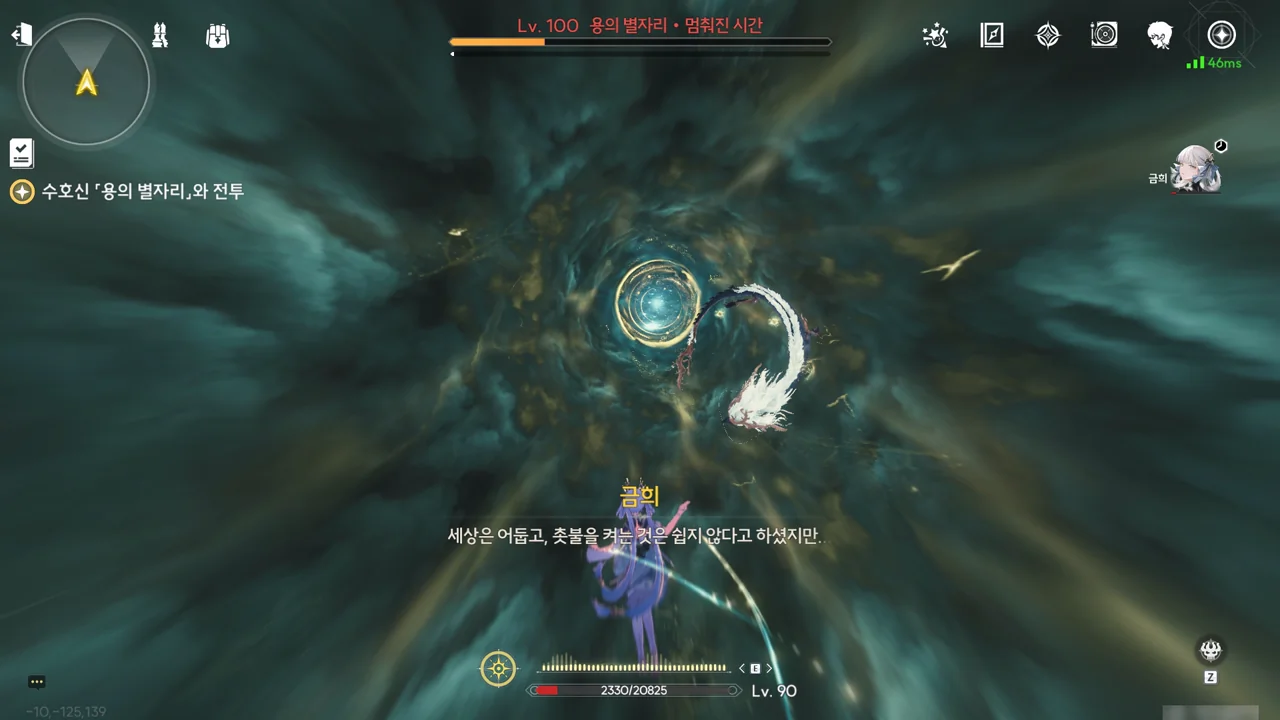 Lv. 100 용의 별자리 • 멈춰진 시간
46ms
수호신 「용의 별자리」와 전투
금희
금희
세상은 어둡고, 촛불을 켜는 것은 쉽지 않다고 하셨지만..
E
2330/20825
Lv. 90
Z
-10,-125,139